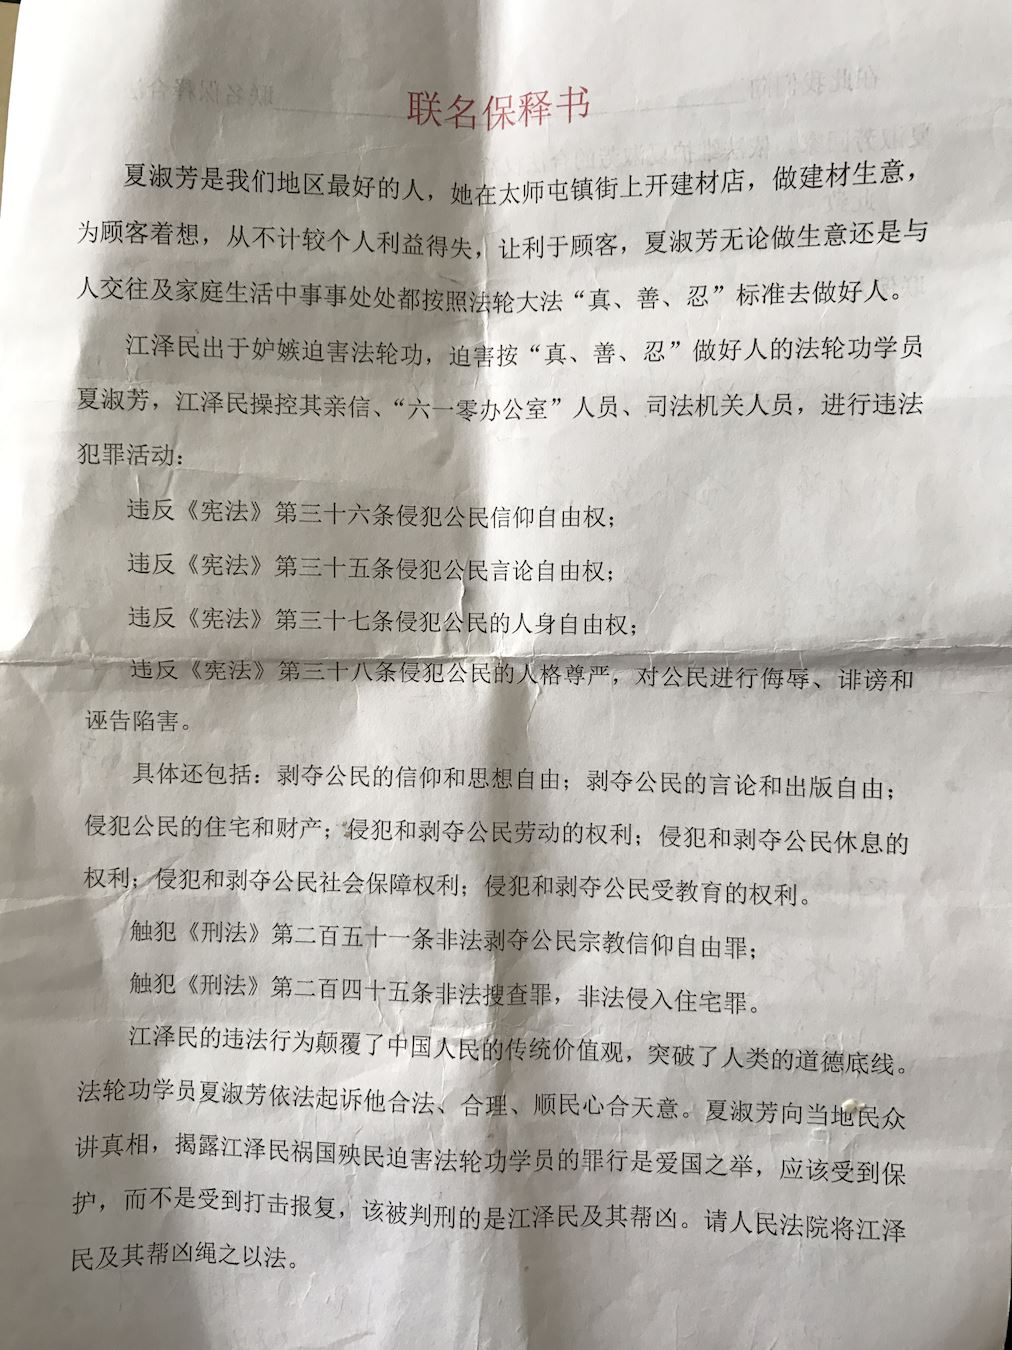 联名保释书
夏淑芳是我们地区最好的人，她在太师屯镇街上开建材店，做建材生意，
为顾客着想，从不计较个人利益得失，让利于顾客，夏淑芳无论做生意还是与
人交往及家庭生活中事事处处都按照法轮大法“真、善、忍”标准去做好人。
江泽民出于妒嫉迫害法轮功，迫害按“真、善、忍”做好人的法轮功学员
夏淑芳，江泽民操控其亲信、“六一零办公室”人员、司法机关人员，进行违法
犯罪活动：
违反《宪法》第三十六条侵犯公民信仰自由权；
违反《宪法》第三十五条侵犯公民言论自由权；
违反《宪法》第三十七条侵犯公民的人身自由权；
违反《宪法》第三十八条侵犯公民的人格尊严，对公民进行侮辱、诽谤和
诬告陷害。
具体还包括：剥夺公民的信仰和思想自由；剥夺公民的言论和出版自由；
侵犯公民的住宅和财产；侵犯和剥夺公民劳动的权利；侵犯和剥夺公民休息的
权利；侵犯和剥夺公民社会保障权利；侵犯和剥夺公民受教育的权利。
触犯《刑法》第二百五十一条非法剥夺公民宗教信仰自由罪；
触犯《刑法》第二百四十五条非法搜查罪，非法侵入住宅罪。
江泽民的违法行为颠覆了中国人民的传统价值观，突破了人类的道德底线。
法轮功学员夏淑芳依法起诉他合法、合理、顺民心合天意。夏淑芳向当地民众
讲真相，揭露江泽民祸国殃民迫害法轮功学员的罪行是爱国之举，应该受到保
护，而不是受到打击报复，该被判刑的是江泽民及其帮凶。请人民法院将江泽
民及其帮凶绳之以法。